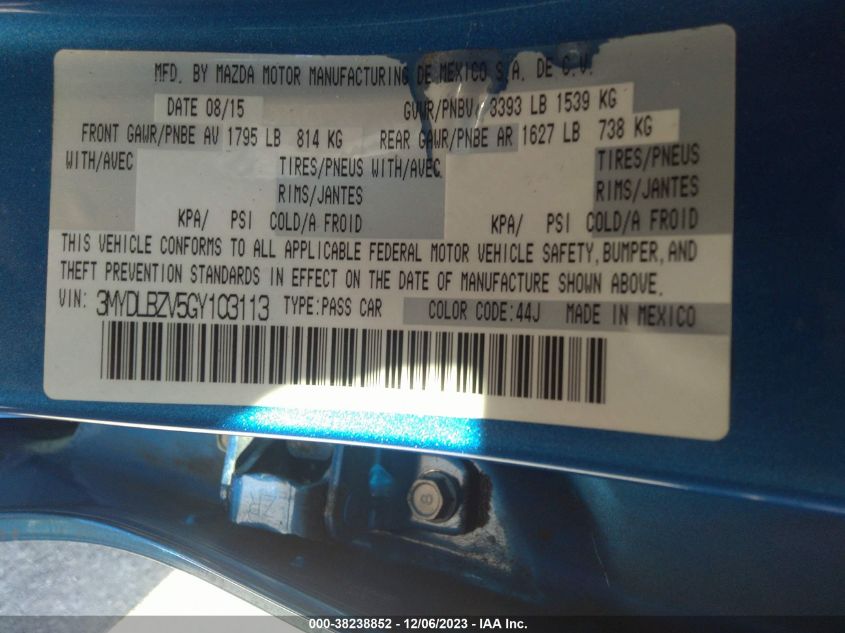 MFD. BY MAZDA MOTOR MANUFACTURING DE MEXICO S.A. DE C.V.
DATE 08/15 GVWR/PNBV. 3393 LB 1539 KG
FRONT GAWR/PNBE AV 1795 LB 814 KG REAR GAWR/PNBE AR 1627 LB 738 KG
WITH/AVEC TIRES/PNEUS WITH/AVEC TIRES/PNEUS
RIMS/JANTES RIMS/JANTES
KPA/ PSI COLD/A FROID KPA/ PSI COLD/A FROID
THIS VEHICLE CONFORMS TO ALL APPLICABLE FEDERAL MOTOR VEHICLE SAFETY, BUMPER, AND
THEFT PREVENTION STANDARDS IN EFFECT ON THE DATE OF MANUFACTURE SHOWN ABOVE.
VIN: 3MYDLBZV5GY103113 TYPE:PASS CAR COLOR CODE:44J MADE IN MEXICO
ZR
8
000-38238852 - 12/06/2023 - IAA Inc.